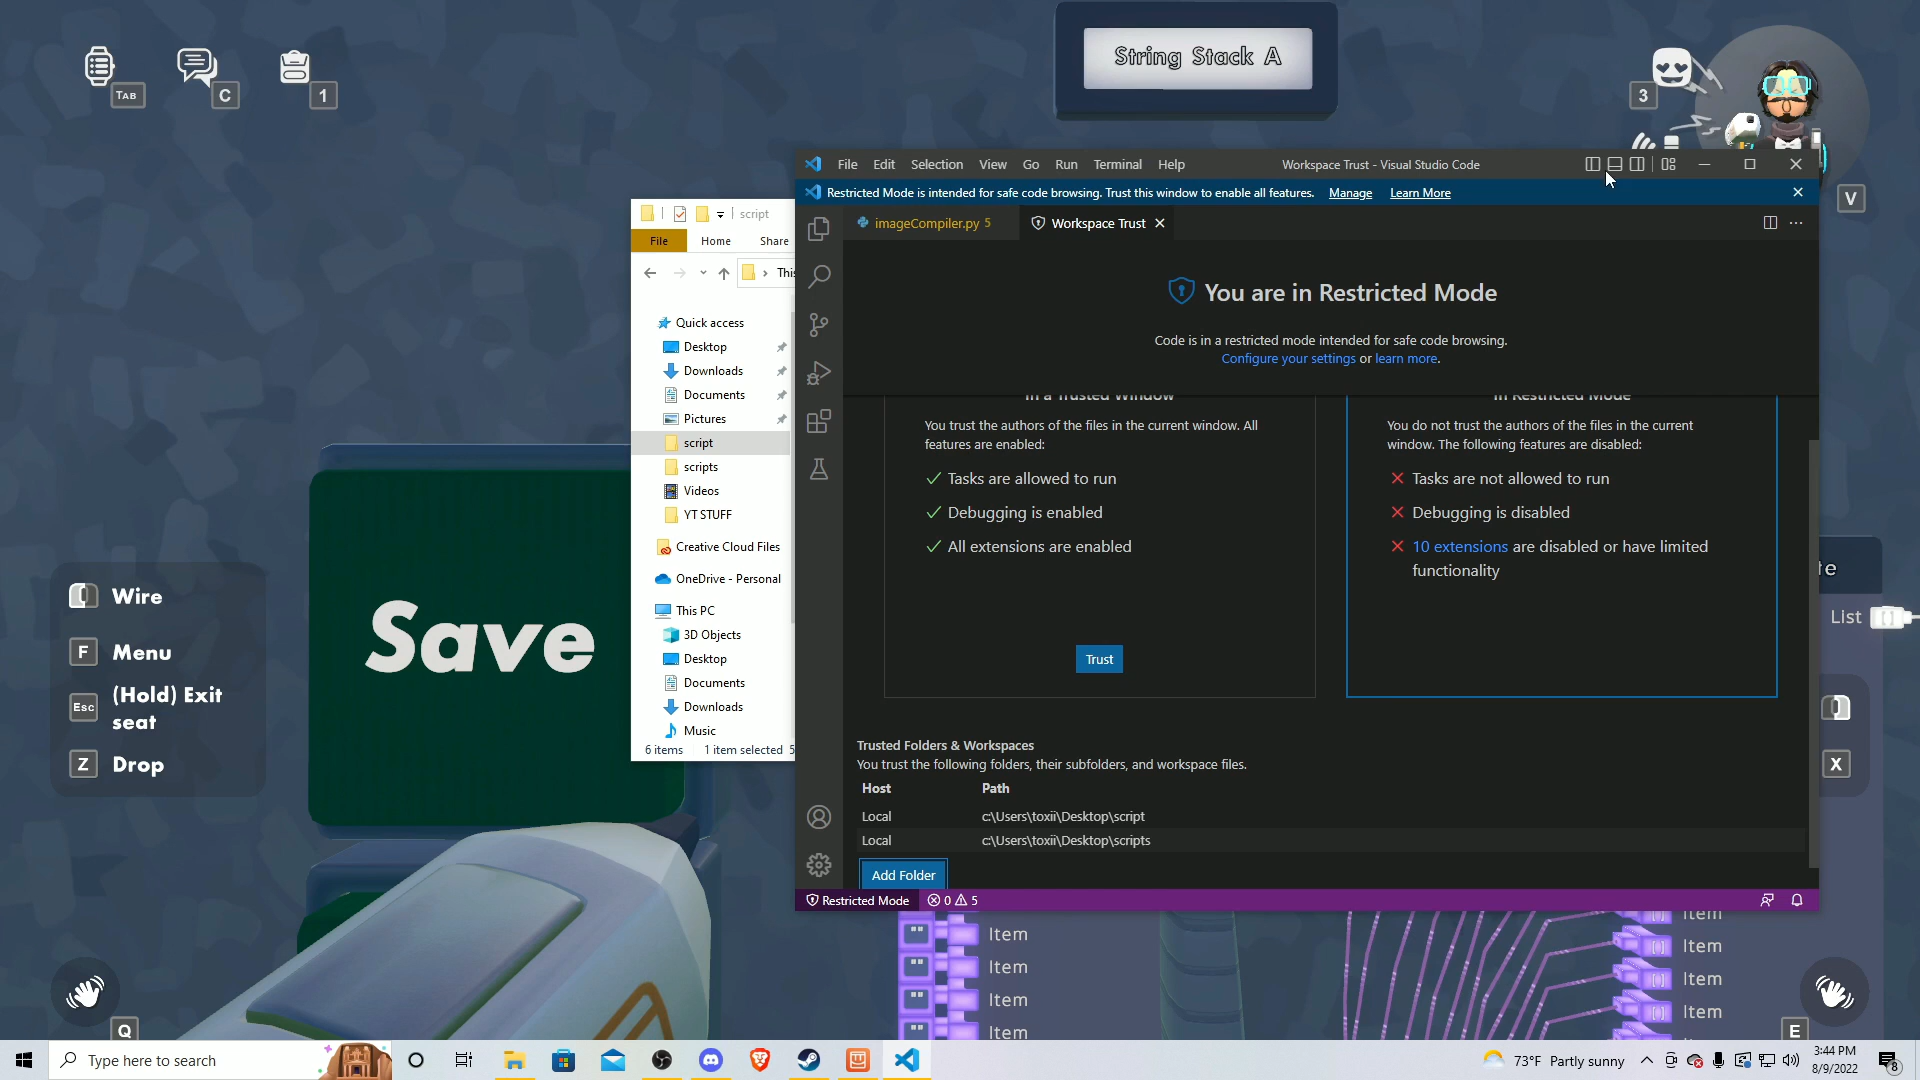 String Stack A
TAB
C
1
3
V
File Edit Selection View Go Run Terminal Help
Workspace Trust - Visual Studio Code
Restricted Mode is intended for safe code browsing. Trust this window to enable all features. Manage Learn More
imageCompiler.py 5
Workspace Trust
script
File Home Share
This
Quick access
Desktop
Downloads
Documents
Pictures
script
scripts
Videos
YT STUFF
Creative Cloud Files
OneDrive - Personal
This PC
3D Objects
Desktop
Documents
Downloads
Music
6 items 1 item selected 5
You are in Restricted Mode
Code is in a restricted mode intended for safe code browsing.
Configure your settings or learn more.
In a Trusted Window
You trust the authors of the files in the current window. All
features are enabled:
Tasks are allowed to run
Debugging is enabled
All extensions are enabled
Trust
In Restricted Mode
You do not trust the authors of the files in the current
window. The following features are disabled:
Tasks are not allowed to run
Debugging is disabled
10 extensions are disabled or have limited
functionality
Trusted Folders & Workspaces
You trust the following folders, their subfolders, and workspace files.
Host Path
Local c:\Users\toxii\Desktop\script
Local c:\Users\toxii\Desktop\scripts
Add Folder
Restricted Mode 0 5
Save
Wire
F Menu
Esc (Hold) Exit
seat
Z Drop
te
List
X
Item
Item
Item
Item
Item
Item
Item
Item
Q
E
Type here to search
73°F Partly sunny
3:44 PM
8/9/2022
8